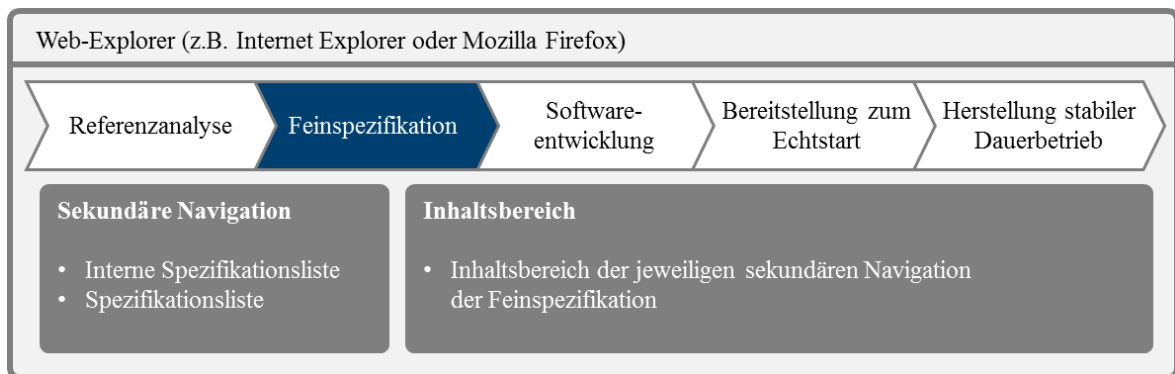 Web-Explorer (z.B. Internet Explorer oder Mozilla Firefox)
Referenzanalyse
Feinspezifikation
Software-
entwicklung
Bereitstellung zum
Echtstart
Herstellung stabiler
Dauerbetrieb
Sekundäre Navigation
• Interne Spezifikationsliste
• Spezifikationsliste
Inhaltsbereich
• Inhaltsbereich der jeweiligen sekundären Navigation
der Feinspezifikation